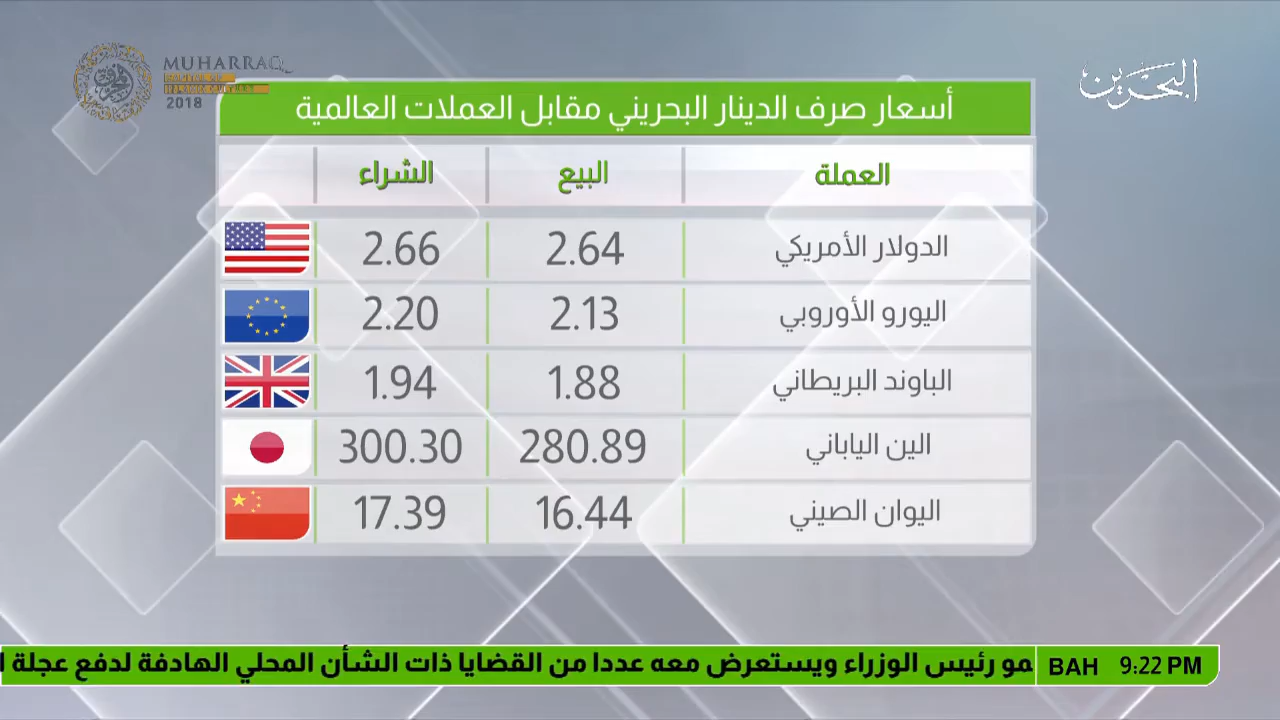 MUHARRAQ
2018
البحرين
أسعار صرف الدينار البحريني مقابل العملات العالمية
العملة البيع الشراء
الدولار الأمريكي 2.64 2.66
اليورو الأوروبي 2.13 2.20
الباوند البريطاني 1.88 1.94
الين الياباني 280.89 300.30
اليوان الصيني 16.44 17.39
مو رئيس الوزراء ويستعرض معه عددا من القضايا ذات الشأن المحلي الهادفة لدفع عجلة ا
BAH 9:22 PM